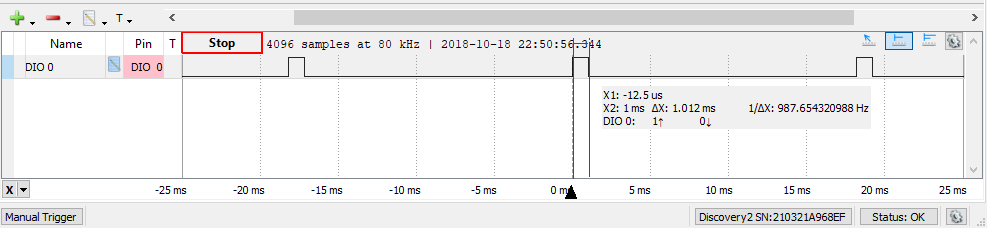 T
Name Pin T Stop 4096 samples at 80 kHz | 2018-10-18 22:50:56.344
DIO 0 DIO 0
X1: -12.5 us
X2: 1 ms ΔX: 1.012 ms 1/ΔX: 987.654320988 Hz
DIO 0: 1↑ 0↓
X -25 ms -20 ms -15 ms -10 ms -5 ms 0 ms 5 ms 10 ms 15 ms 20 ms 25 ms
Manual Trigger Discovery2 SN:210321A968EF Status: OK